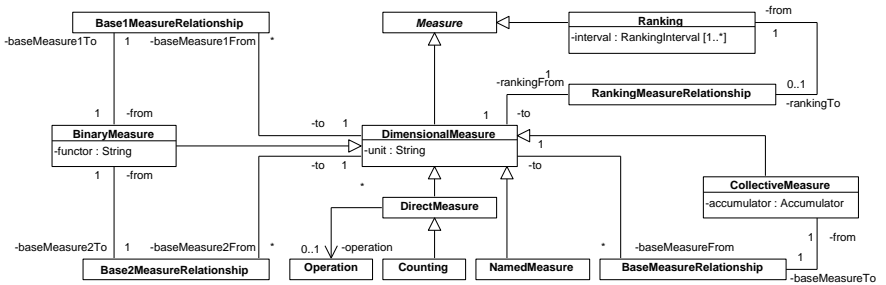 Base1MeasureRelationship
Measure
Ranking
-interval : RankingInterval [1..*]
-from
1
-baseMeasure1To
1
-baseMeasure1From
*
-rankingFrom
1
RankingMeasureRelationship
0..1
-rankingTo
1
-from
-to
1
1
-to
BinaryMeasure
-functor : String
DimensionalMeasure
-unit : String
1
-from
-to
1
1
-to
CollectiveMeasure
-accumulator : Accumulator
*
DirectMeasure
-baseMeasure2To
1
-baseMeasure2From
*
0..1
-operation
*
-baseMeasureFrom
1
-from
1
-baseMeasureTo
Base2MeasureRelationship
Operation
Counting
NamedMeasure
BaseMeasureRelationship